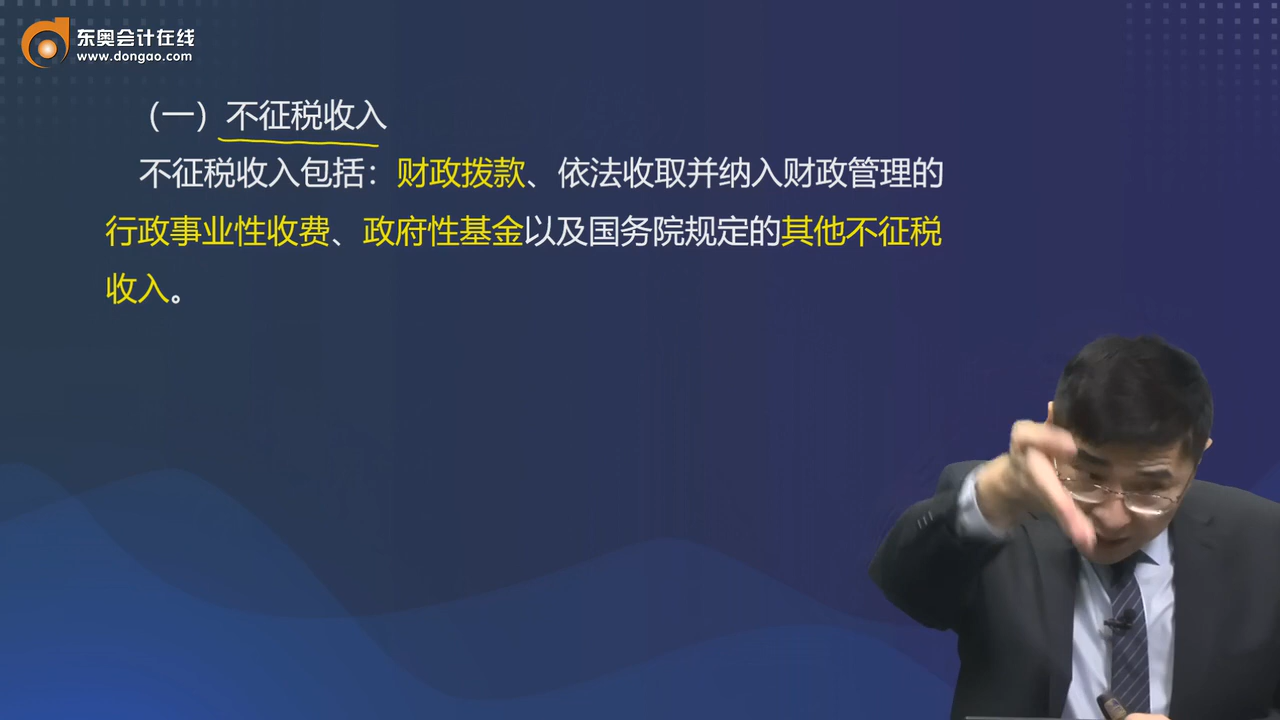 东奥会计在线
www.dongao.com
（一）不征税收入
不征税收入包括：财政拨款、依法收取并纳入财政管理的
行政事业性收费、政府性基金以及国务院规定的其他不征税
收入。